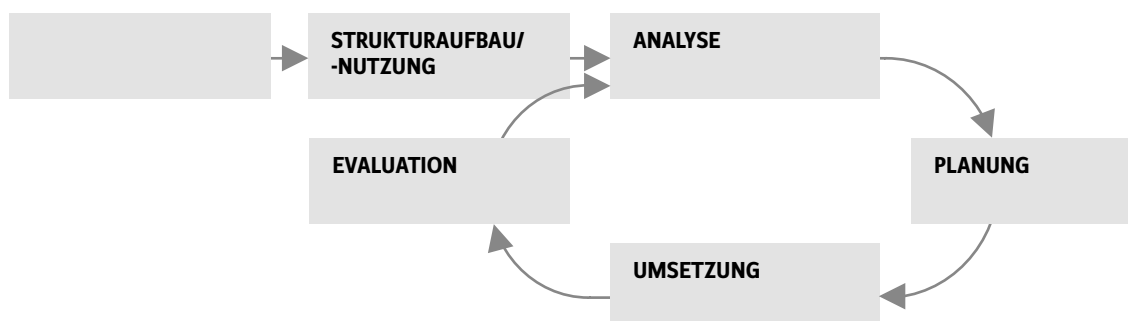 STRUKTURAUFBAU/
-NUTZUNG
ANALYSE
PLANUNG
UMSETZUNG
EVALUATION